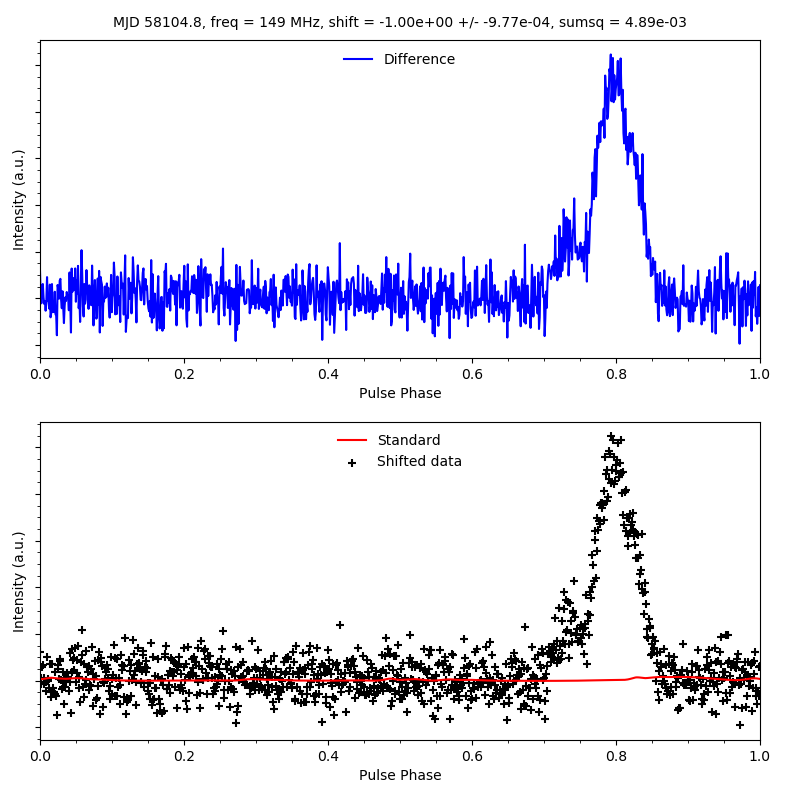 MJD 58104.8, freq = 149 MHz, shift = -1.00e+00 +/- -9.77e-04, sumsq = 4.89e-03
Difference
Intensity (a.u.)
0.0 0.2 0.4 0.6 0.8 1.0
Pulse Phase
Standard
Shifted data
Intensity (a.u.)
0.0 0.2 0.4 0.6 0.8 1.0
Pulse Phase